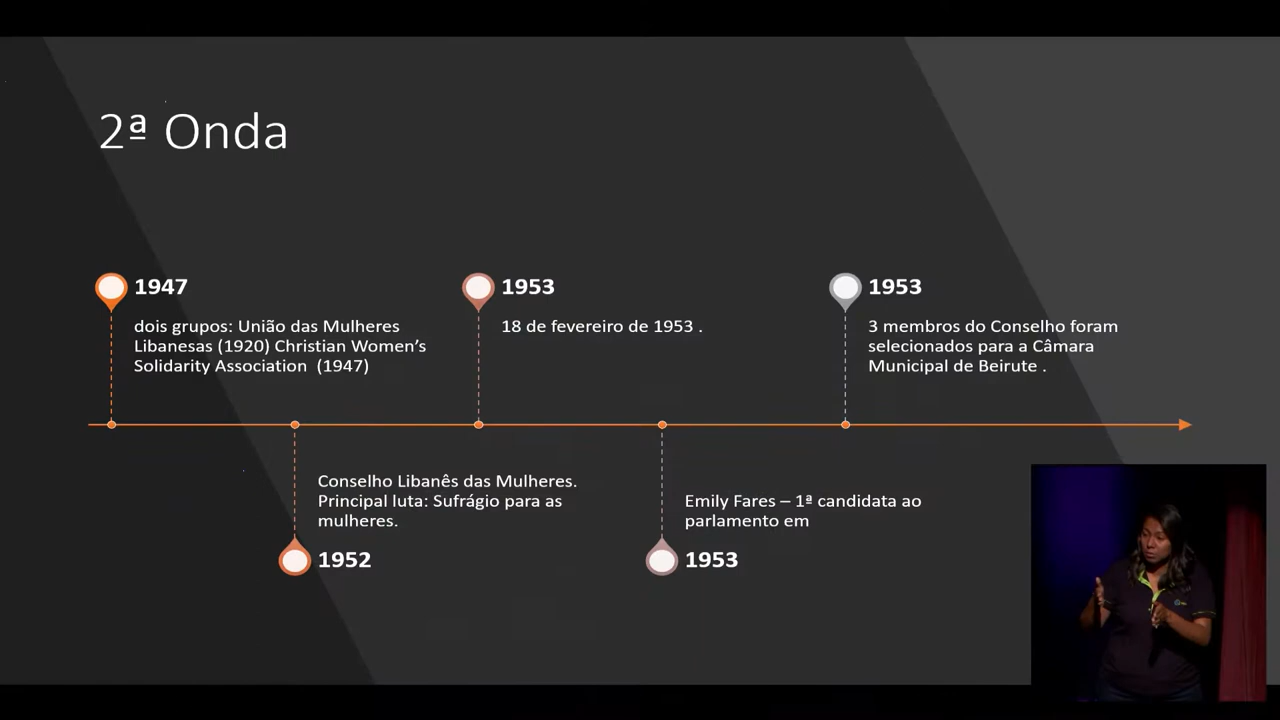 2ª Onda
1947
dois grupos: União das Mulheres
Libanesas (1920) Christian Women’s
Solidarity Association (1947)
Conselho Libanês das Mulheres.
Principal luta: Sufrágio para as
mulheres.
1952
1953
18 de fevereiro de 1953 .
Emily Fares – 1ª candidata ao
parlamento em
1953
1953
3 membros do Conselho foram
selecionados para a Câmara
Municipal de Beirute .